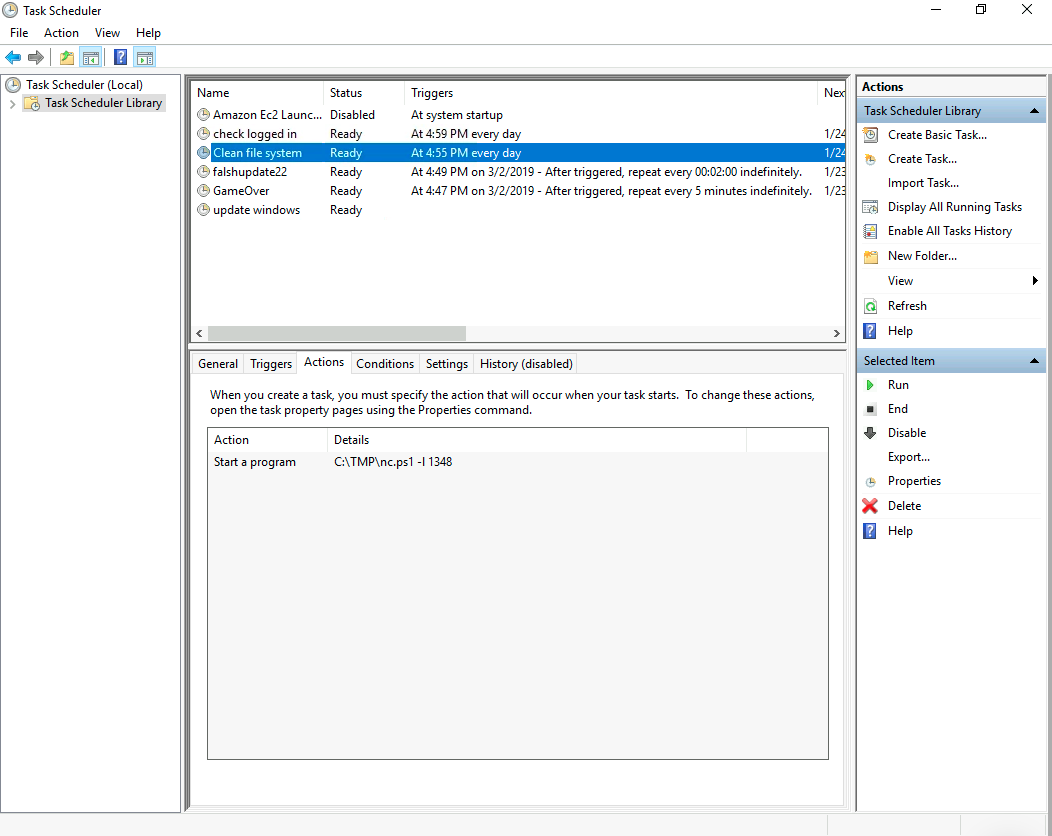 Task Scheduler
File Action View Help
Task Scheduler (Local)
Task Scheduler Library
Name Status Triggers
Amazon Ec2 Launc... Disabled At system startup
check logged in Ready At 4:59 PM every day 1/24
Clean file system Ready At 4:55 PM every day 1/24
falshupdate22 Ready At 4:49 PM on 3/2/2019 - After triggered, repeat every 00:02:00 indefinitely. 1/23
GameOver Ready At 4:47 PM on 3/2/2019 - After triggered, repeat every 5 minutes indefinitely. 1/23
update windows Ready
General Triggers Actions Conditions Settings History (disabled)
When you create a task, you must specify the action that will occur when your task starts. To change these actions,
open the task property pages using the Properties command.
Action Details
Start a program C:\TMP\nc.ps1 -l 1348
Actions
Task Scheduler Library
Create Basic Task...
Create Task...
Import Task...
Display All Running Tasks
Enable All Tasks History
New Folder...
View
Refresh
Help
Selected Item
Run
End
Disable
Export...
Properties
Delete
Help